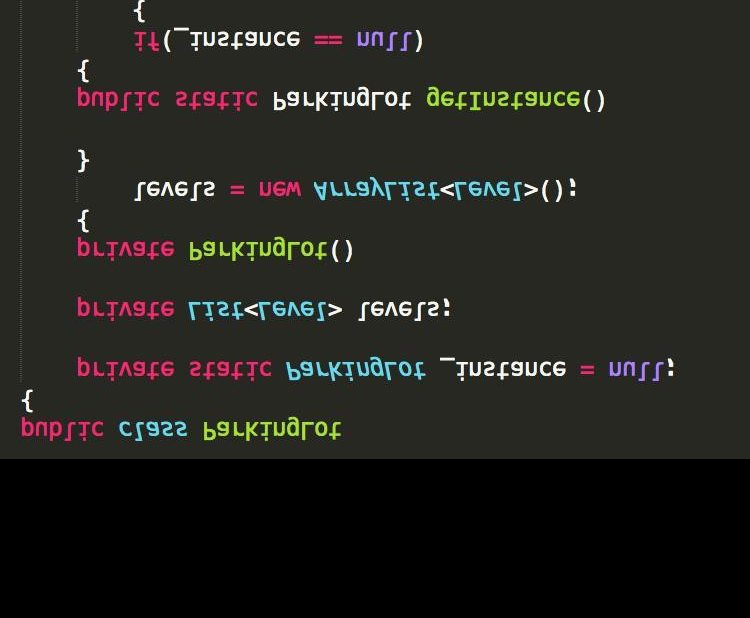 public class ParkingLot
{
    private static ParkingLot _instance = null;

    private List<Level> levels;

    private ParkingLot()
    {
        levels = new ArrayList<Level>();
    }

    public static ParkingLot getInstance()
    {
        if(_instance == null)
        {